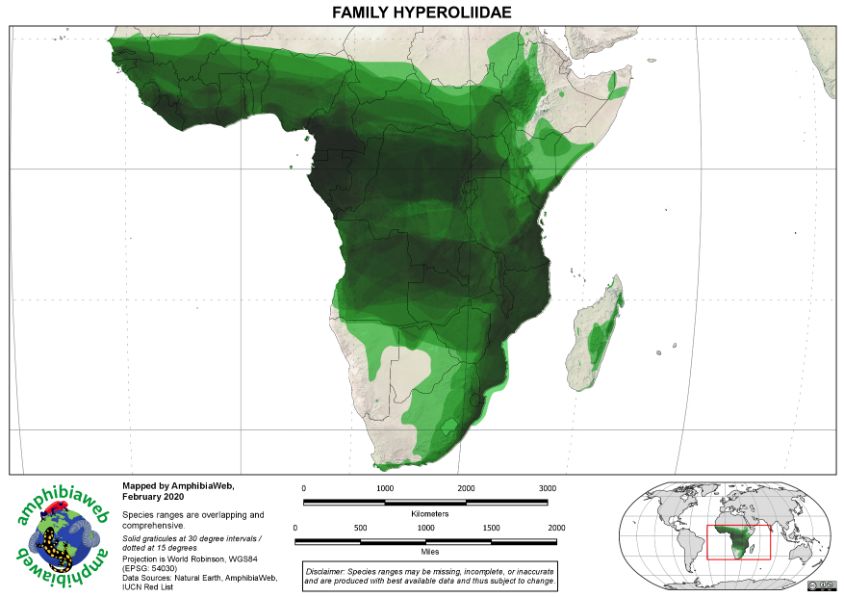 FAMILY HYPEROLIIDAE
amphibiaweb
amphibiaweb
Mapped by AmphibiaWeb,
February 2020
Species ranges are overlapping and
comprehensive.
Solid graticules at 30 degree intervals /
dotted at 15 degrees
Projection is World Robinson, WGS84
(EPSG: 54030)
Data Sources: Natural Earth, AmphibiaWeb,
IUCN Red List
0 1000 2000 3000
Kilometers
0 500 1000 1500 2000
Miles
Disclaimer: Species ranges may be missing, incomplete, or inaccurate
and are produced with best available data and thus subject to change.